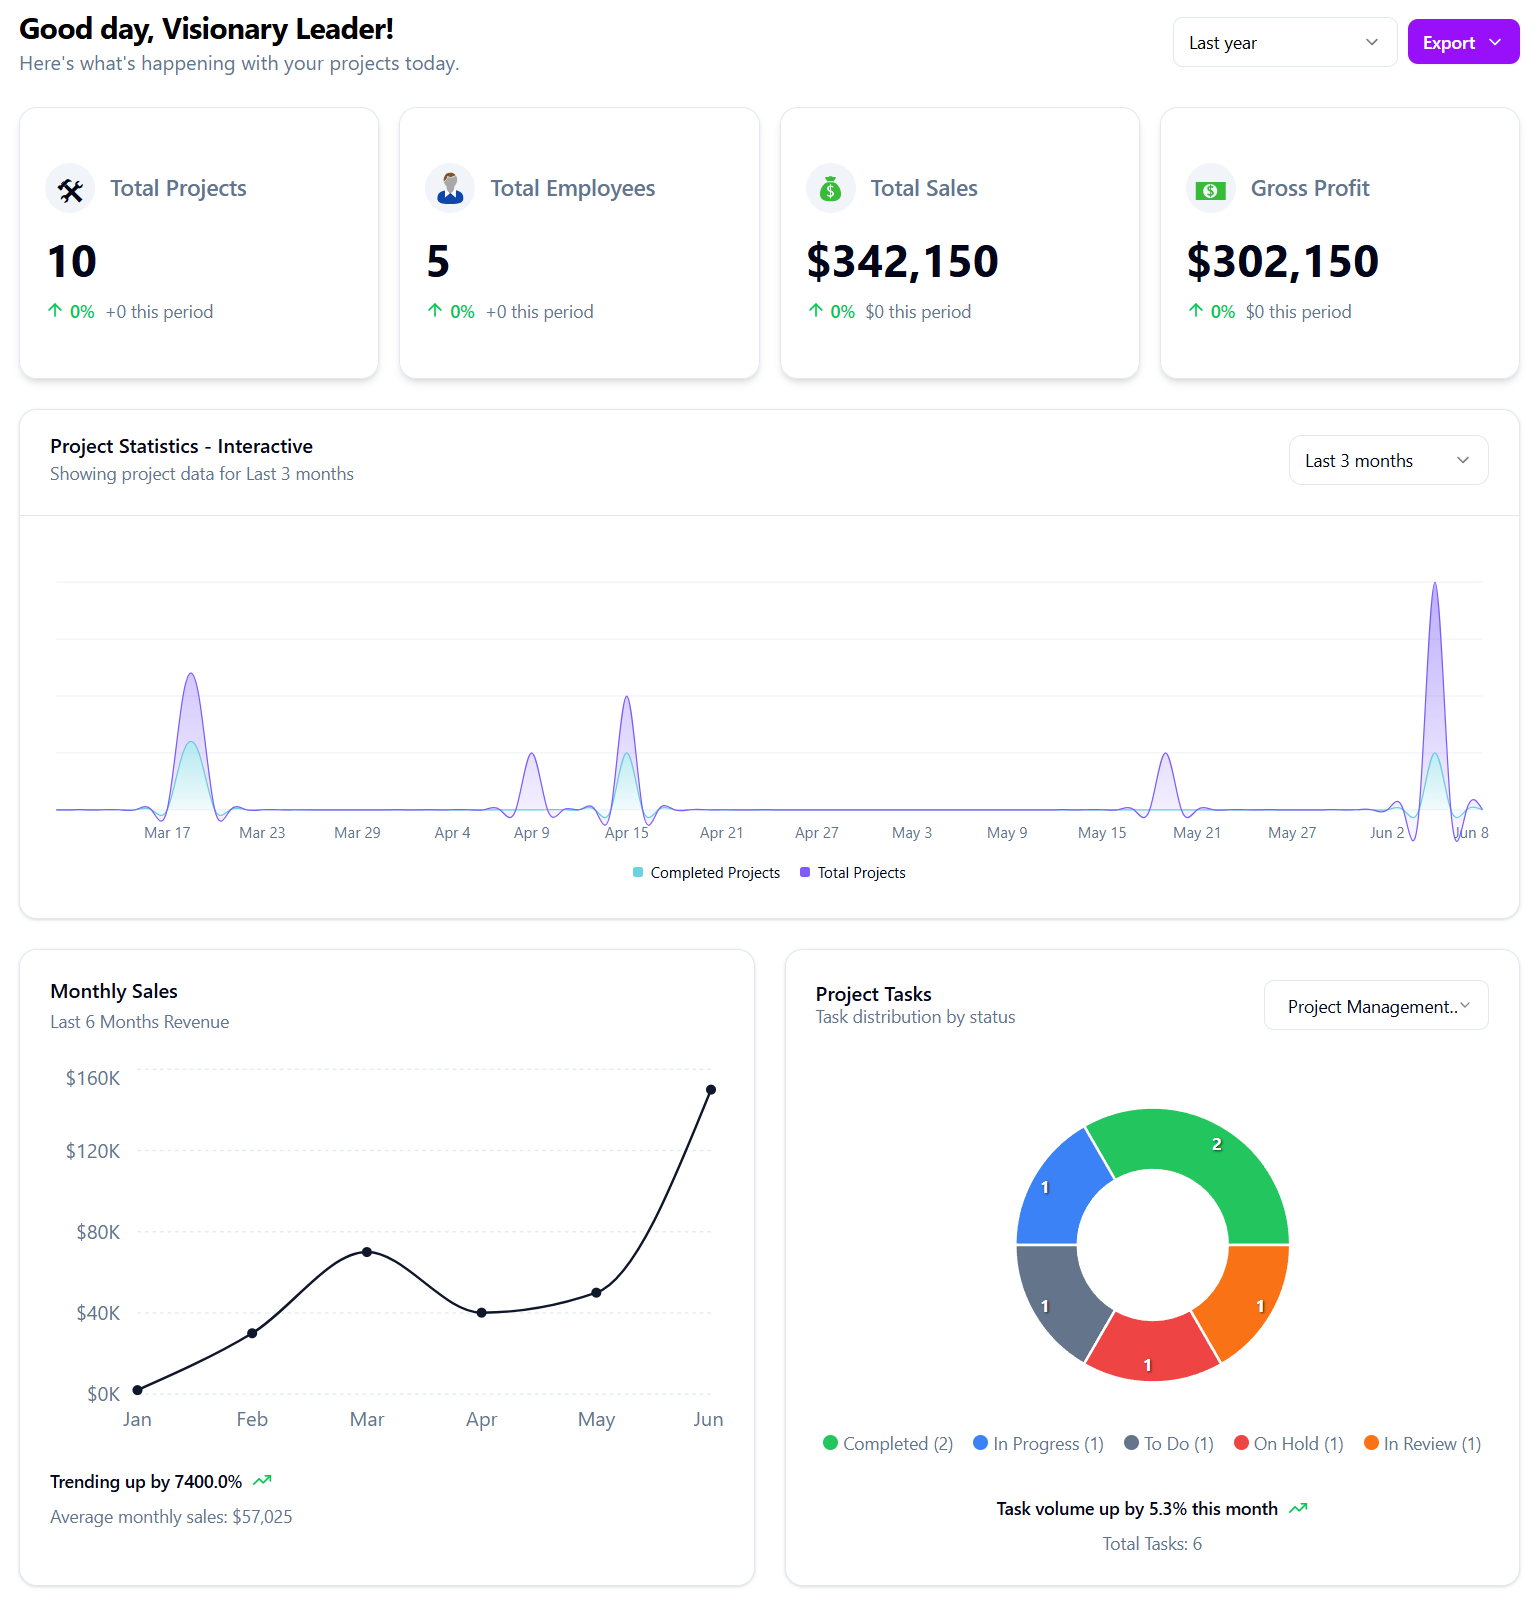 Good day, Visionary Leader!
Here's what's happening with your projects today.
Last year
Export
Total Projects
10
0% +0 this period
Total Employees
5
0% +0 this period
Total Sales
$342,150
0% $0 this period
Gross Profit
$302,150
0% $0 this period
Project Statistics - Interactive
Showing project data for Last 3 months
Last 3 months
Mar 17 Mar 23 Mar 29 Apr 4 Apr 9 Apr 15 Apr 21 Apr 27 May 3 May 9 May 15 May 21 May 27 Jun 2 Jun 8
Completed Projects Total Projects
Monthly Sales
Last 6 Months Revenue
$160K
$120K
$80K
$40K
$0K
Jan Feb Mar Apr May Jun
Trending up by 7400.0%
Average monthly sales: $57,025
Project Tasks
Task distribution by status
Project Management..
2
1
1
1
1
Completed (2) In Progress (1) To Do (1) On Hold (1) In Review (1)
Task volume up by 5.3% this month
Total Tasks: 6